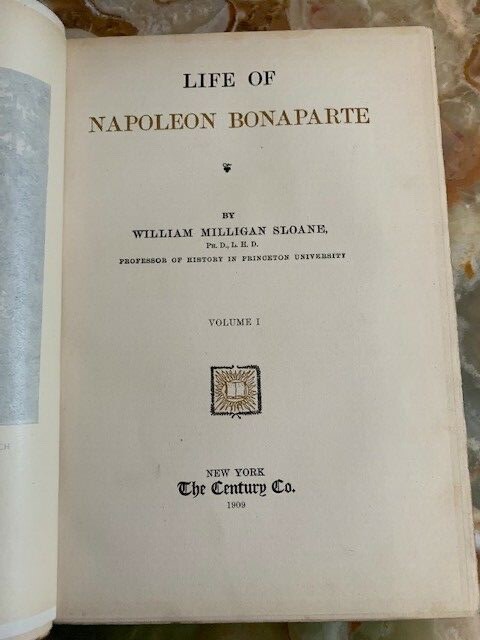 LIFE OF
NAPOLEON BONAPARTE
BY
WILLIAM MILLIGAN SLOANE,
PH. D., L. H. D.
PROFESSOR OF HISTORY IN PRINCETON UNIVERSITY
VOLUME I
NEW YORK
The Century Co.
1909